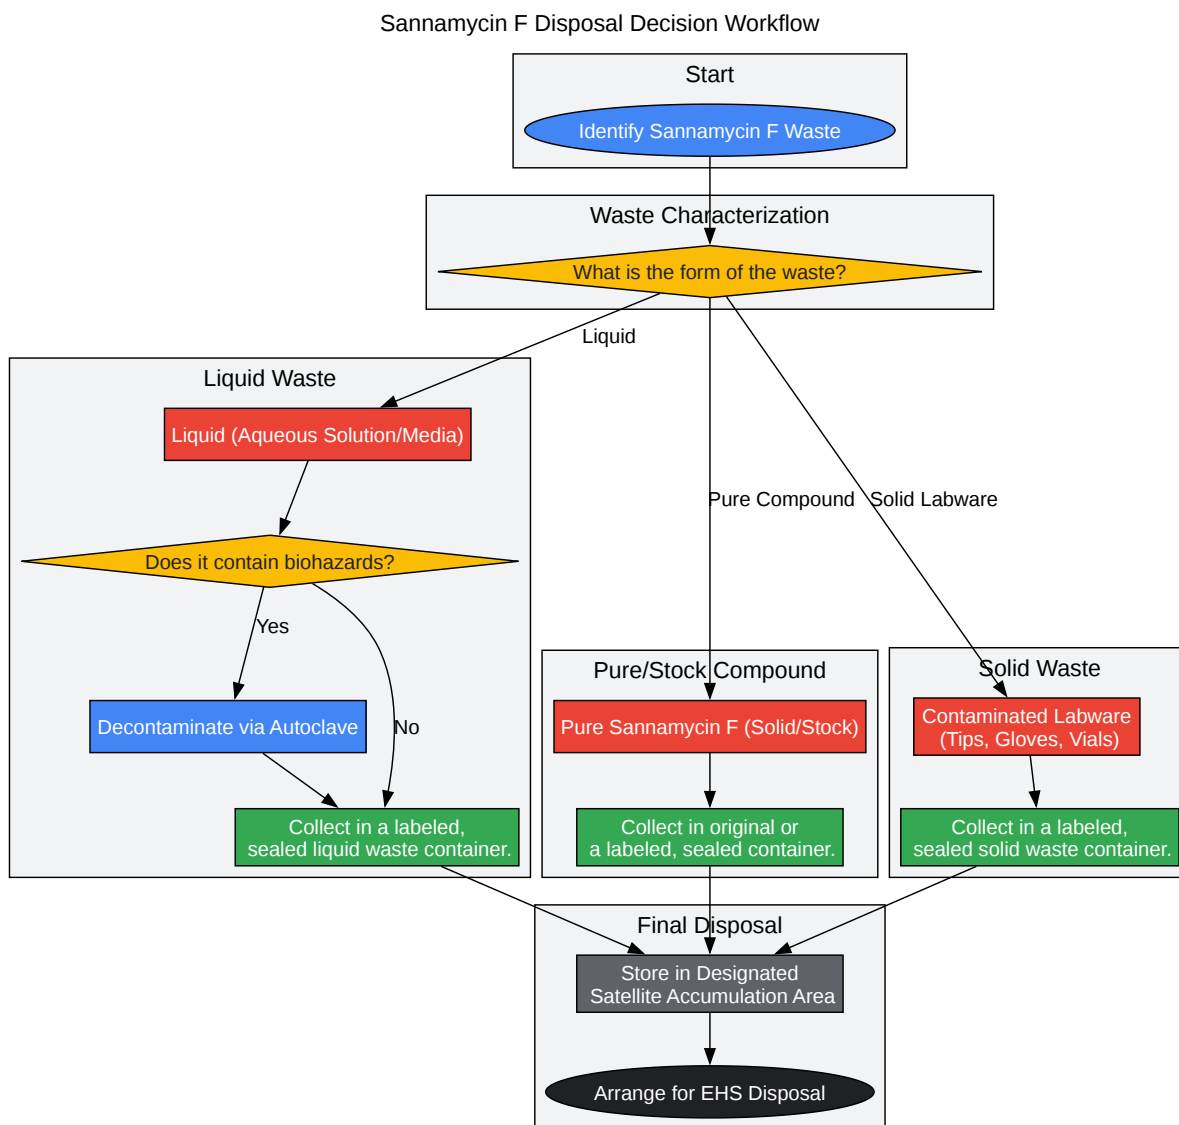 Sannamycin F Disposal Decision Workflow
Start
Identify Sannamycin F Waste
Waste Characterization
What is the form of the waste?
Liquid
Liquid Waste
Liquid (Aqueous Solution/Media)
Pure Compound
Solid Labware
Does it contain biohazards?
Yes
Pure/Stock Compound
Solid Waste
Decontaminate via Autoclave
No
Pure Sannamycin F (Solid/Stock)
Contaminated Labware
(Tips, Gloves, Vials)
Collect in a labeled,
sealed liquid waste container.
Collect in original or
a labeled, sealed container.
Collect in a labeled,
sealed solid waste container.
Final Disposal
Store in Designated
Satellite Accumulation Area
Arrange for EHS Disposal